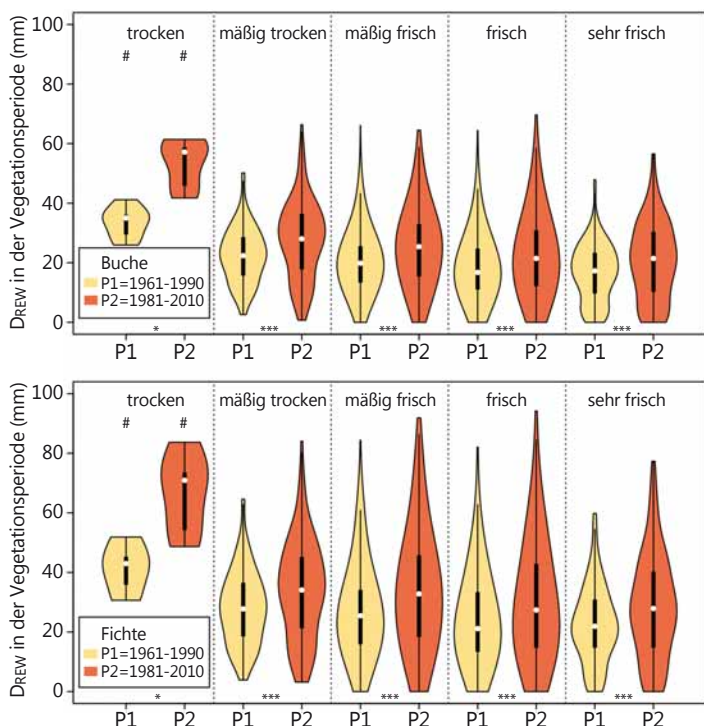 trocken mäßig trocken mäßig frisch frisch sehr frisch
# #
100
80
60
40
20
0
DREW in der Vegetationsperiode (mm)
Buche
P1=1961-1990
P2=1981-2010
* *** *** *** ***
P1 P2 P1 P2 P1 P2 P1 P2 P1 P2
trocken mäßig trocken mäßig frisch frisch sehr frisch
# #
100
80
60
40
20
0
DREW in der Vegetationsperiode (mm)
Fichte
P1=1961-1990
P2=1981-2010
* *** *** *** ***
P1 P2 P1 P2 P1 P2 P1 P2 P1 P2